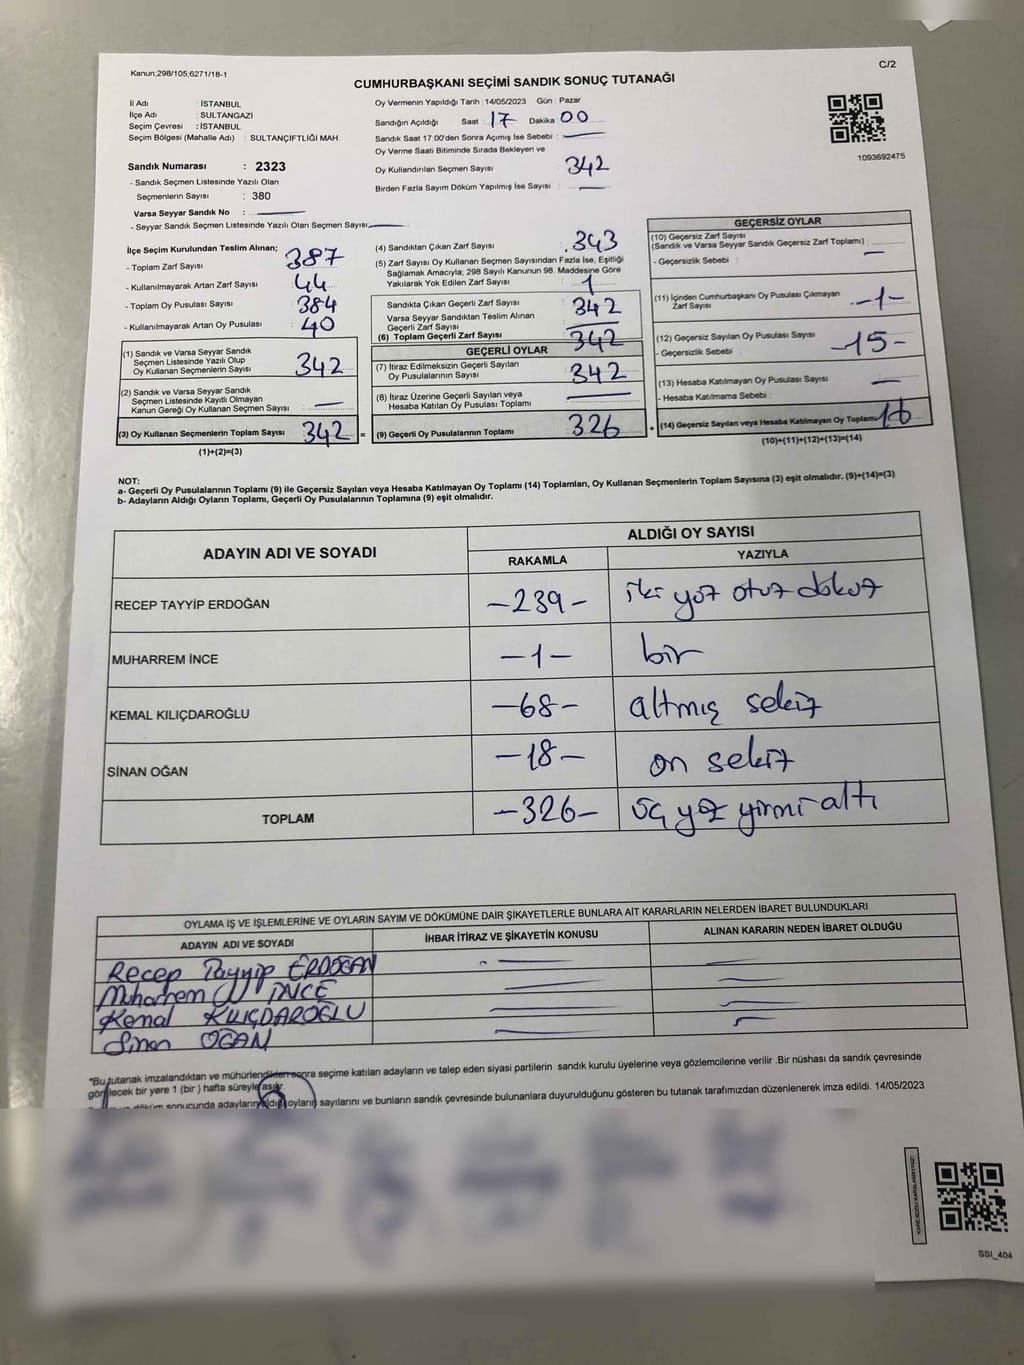 Kanun;298/105;6271/18-1
C/2
CUMHURBAŞKANI SEÇİMİ SANDIK SONUÇ TUTANAĞI
İl Adı : İSTANBUL
İlçe Adı : SULTANGAZİ
Seçim Çevresi : İSTANBUL
Seçim Bölgesi (Mahalle Adı) : SULTANÇİFTLİĞİ MAH.
Sandık Numarası : 2323
- Sandık Seçmen Listesinde Yazılı Olan
Seçmenlerin Sayısı : 380
Varsa Seyyar Sandık No :
- Seyyar Sandık Seçmen Listesinde Yazılı Olan Seçmen Sayısı:
Oy Vermenin Yapıldığı Tarih : 14/05/2023 Gün : Pazar
Sandığın Açıldığı Saat : 17 Dakika : 00
Sandık Saat 17:00'den Sonra Açımış İse Sebebi :
Oy Verme Saati Bitiminde Sırada Bekleyen ve
Oy Kullandırılan Seçmen Sayısı : 342
Birden Fazla Sayım Döküm Yapılmış İse Sayısı :
1093692475
İlçe Seçim Kurulundan Teslim Alınan;
- Toplam Zarf Sayısı : 387
- Kullanılmayarak Artan Zarf Sayısı : 44
- Toplam Oy Pusulası Sayısı : 384
- Kullanılmayarak Artan Oy Pusulası : 40
(1) Sandık ve Varsa Seyyar Sandık
Seçmen Listesinde Yazılı Olup
Oy Kullanan Seçmenlerin Sayısı : 342
(2) Sandık ve Varsa Seyyar Sandık
Seçmen Listesinde Kayıtlı Olmayan
Kanun Gereği Oy Kullanan Seçmen Sayısı :
(3) Oy Kullanan Seçmenlerin Toplam Sayısı : 342 =
(1)+(2)=(3)
(4) Sandıktan Çıkan Zarf Sayısı : 343
(5) Zarf Sayısı Oy Kullanan Seçmen Sayısından Fazla İse, Eşitliği
Sağlamak Amacıyla; 298 Sayılı Kanunun 98. Maddesine Göre
Yakılarak Yok Edilen Zarf Sayısı : 1
Sandıkta Çıkan Geçerli Zarf Sayısı : 342
Varsa Seyyar Sandıktan Teslim Alınan
Geçerli Zarf Sayısı
(6) Toplam Geçerli Zarf Sayısı : 342
GEÇERLİ OYLAR
(7) İtiraz Edilmeksizin Geçerli Sayılan
Oy Pusulalarının Sayısı : 342
(8) İtiraz Üzerine Geçerli Sayılan veya
Hesaba Katılan Oy Pusulası Toplamı
(9) Geçerli Oy Pusulalarının Toplamı : 326 +
GEÇERSİZ OYLAR
(10) Geçersiz Zarf Sayısı
(Sandık ve Varsa Seyyar Sandık Geçersiz Zarf Toplamı) :
- Geçersizlik Sebebi :
(11) İçinden Cumhurbaşkanı Oy Pusulası Çıkmayan
Zarf Sayısı -1-
(12) Geçersiz Sayılan Oy Pusulası Sayısı : -15-
- Geçersizlik Sebebi :
(13) Hesaba Katılmayan Oy Pusulası Sayısı
- Hesaba Katılmama Sebebi :
(14) Geçersiz Sayılan veya Hesaba Katılmayan Oy Toplamı 16
(10)+(11)+(12)+(13)=(14)
NOT:
a- Geçerli Oy Pusulalarının Toplamı (9) ile Geçersiz Sayılan veya Hesaba Katılmayan Oy Toplamı (14) Toplamları, Oy Kullanan Seçmenlerin Toplam Sayısına (3) eşit olmalıdır. (9)+(14)=(3)
b- Adayların Aldığı Oyların Toplamı, Geçerli Oy Pusulalarının Toplamına (9) eşit olmalıdır.
ADAYIN ADI VE SOYADI
ALDIĞI OY SAYISI
RAKAMLA YAZIYLA
RECEP TAYYİP ERDOĞAN -239- iki yüz otuz dokuz
MUHARREM İNCE -1- bir
KEMAL KILIÇDAROĞLU -68- altmış sekiz
SİNAN OĞAN -18- on sekiz
TOPLAM -326- üç yüz yirmi altı
OYLAMA İŞ VE İŞLEMLERİNE VE OYLARIN SAYIM VE DÖKÜMÜNE DAİR ŞİKAYETLERLE BUNLARA AİT KARARLARIN NELERDEN İBARET BULUNDUKLARI
ADAYIN ADI VE SOYADI İHBAR İTİRAZ VE ŞİKAYETİN KONUSU ALINAN KARARIN NEDEN İBARET OLDUĞU
Recep Tayyip ERDOĞAN
Muharrem İNCE
Kemal KILIÇDAROĞLU
Sinan OĞAN
*Bu tutanak imzalandıktan ve mühürlendikten sonra seçime katılan adayların ve talep eden siyasi partilerin sandık kurulu üyelerine veya gözlemcilerine verilir .Bir nüshası da sandık çevresinde
görülecek bir yere 1 (bir ) hafta süreyle asılır.
döküm sonucunda adayların aldığı oyların sayılarını ve bunların sandık çevresinde bulunanlara duyurulduğunu gösteren bu tutanak tarafımızdan düzenlenerek imza edildi. 14/05/2023
KARE KODU KARALAMAYINIZ!
SSİ_404